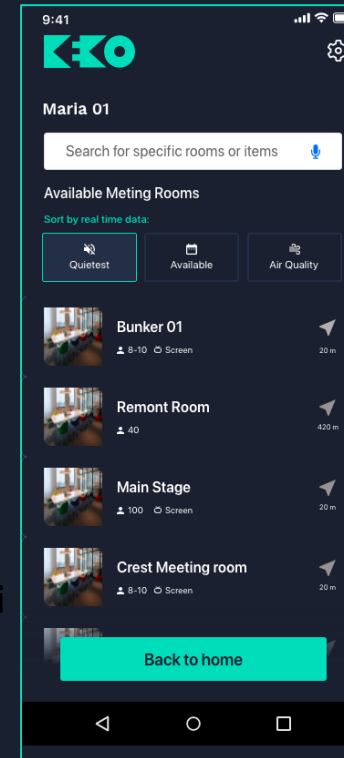 9:41
KEKO
Maria 01
Search for specific rooms or items
Available Meting Rooms
Sort by real time data:
Quietest
Available
Air Quality
Bunker 01
8-10 Screen
20 m
Remont Room
40
420 m
Main Stage
100 Screen
20 m
Crest Meeting room
8-10 Screen
20 m
Back to home